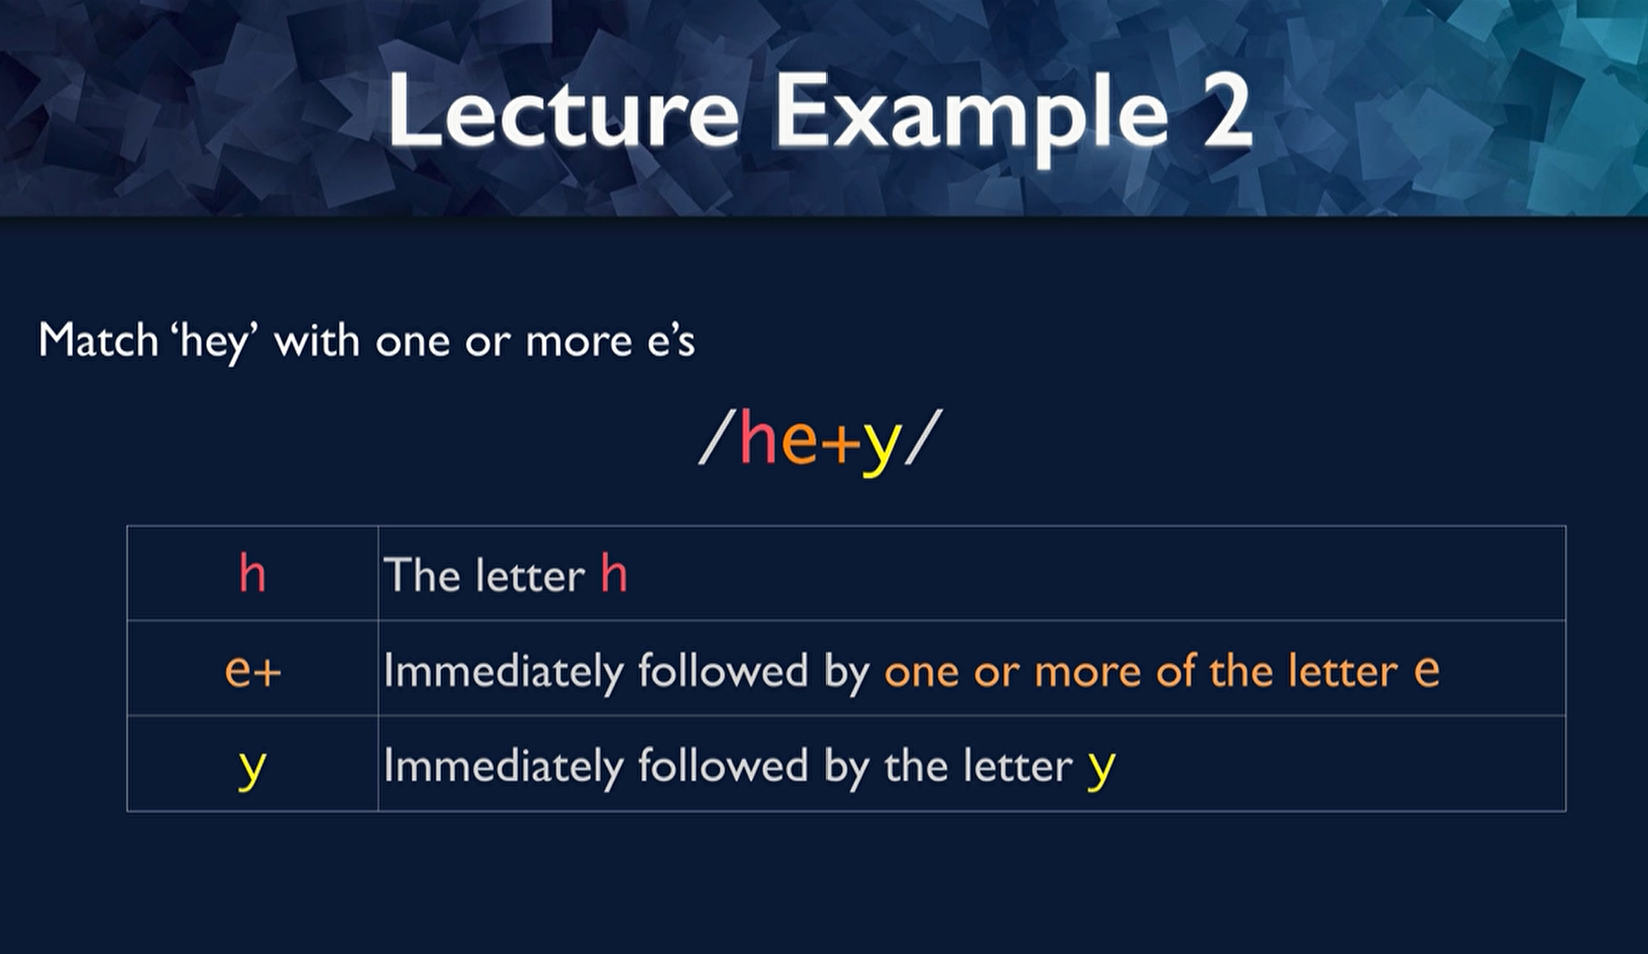 Lecture Example 2
Match ‘hey’ with one or more e’s
/he+y/
h The letter h
e+ Immediately followed by one or more of the letter e
y Immediately followed by the letter y